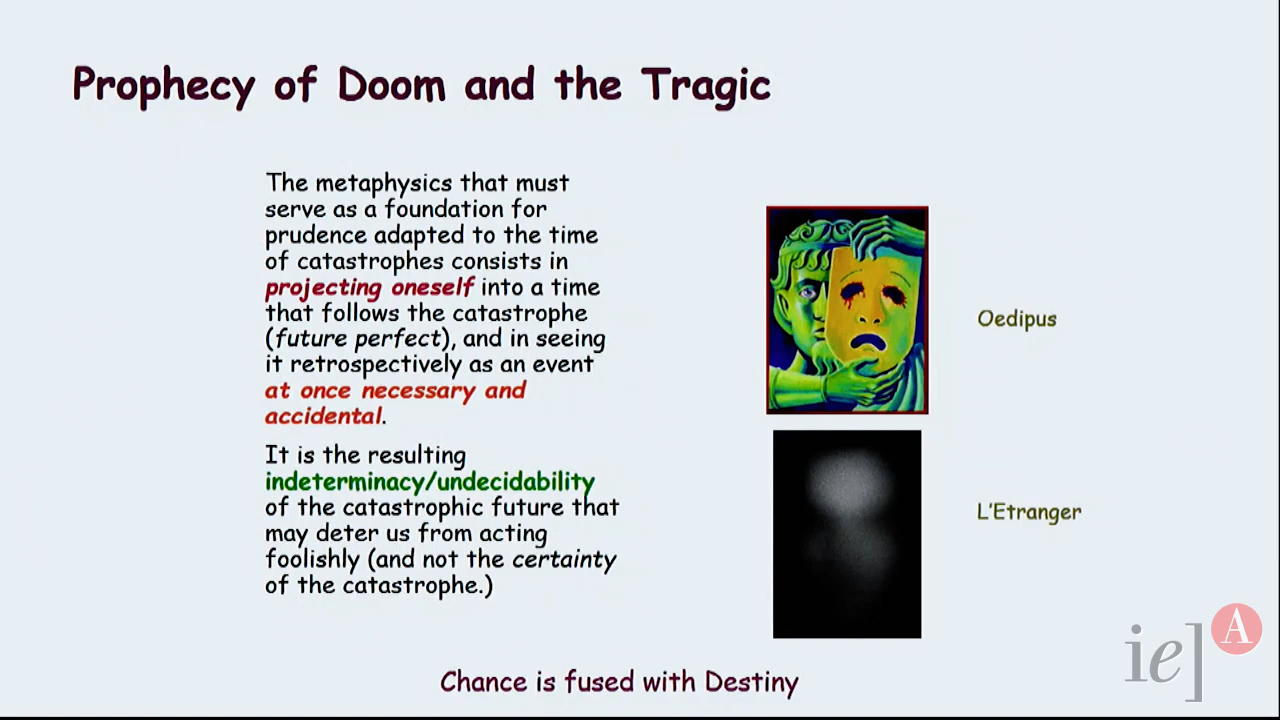 Prophecy of Doom and the Tragic
The metaphysics that must
serve as a foundation for
prudence adapted to the time
of catastrophes consists in
projecting oneself into a time
that follows the catastrophe
(future perfect), and in seeing
it retrospectively as an event
at once necessary and
accidental.
It is the resulting
indeterminacy/undecidability
of the catastrophic future that
may deter us from acting
foolishly (and not the certainty
of the catastrophe.)
Oedipus
L'Etranger
Chance is fused with Destiny
ie] A